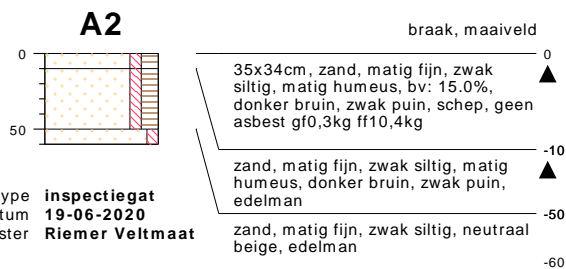 A2
braak, maaiveld
0
0
35x34cm, zand, matig fijn, zwak
siltig, matig humeus, bv: 15.0%,
donker bruin, zwak puin, schep, geen
asbest gf0,3kg ff10,4kg
50
-10
zand, matig fijn, zwak siltig, matig
humeus, donker bruin, zwak puin,
edelman
-50
zand, matig fijn, zwak siltig, neutraal
beige, edelman
-60
ype inspectiegat
tum 19-06-2020
ster Riemer Veltmaat